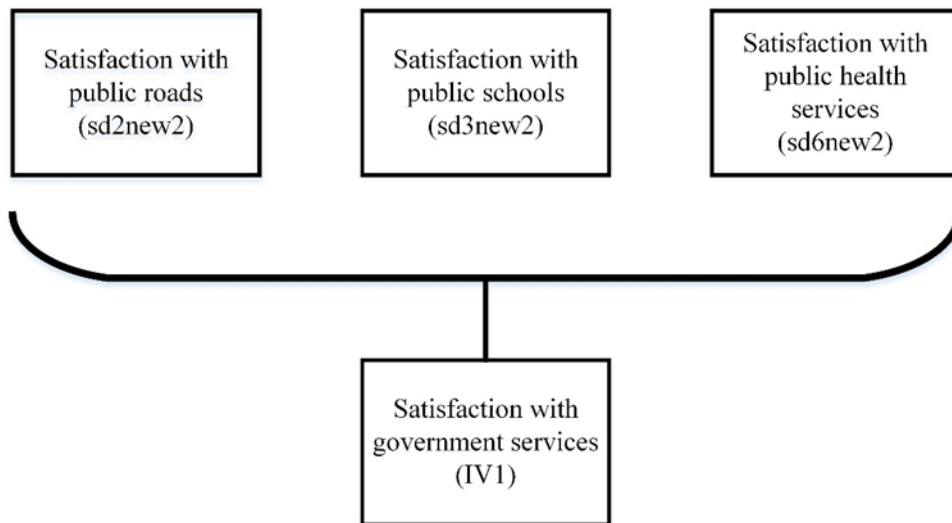 Satisfaction with
public roads
(sd2new2)
Satisfaction with
public schools
(sd3new2)
Satisfaction with
public health
services
(sd6new2)
Satisfaction with
government services
(IV1)